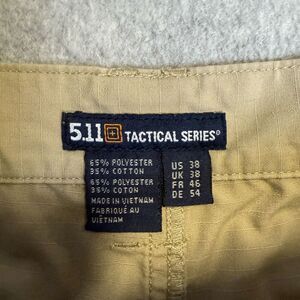 5.11 TACTICAL SERIES®
65% POLYESTER
35% COTTON
65% POLYESTER
35% COTON
MADE IN VIETNAM
FABRIQUÉ AU
VIÊTNAM
US 38
UK 38
FR 46
DE 54